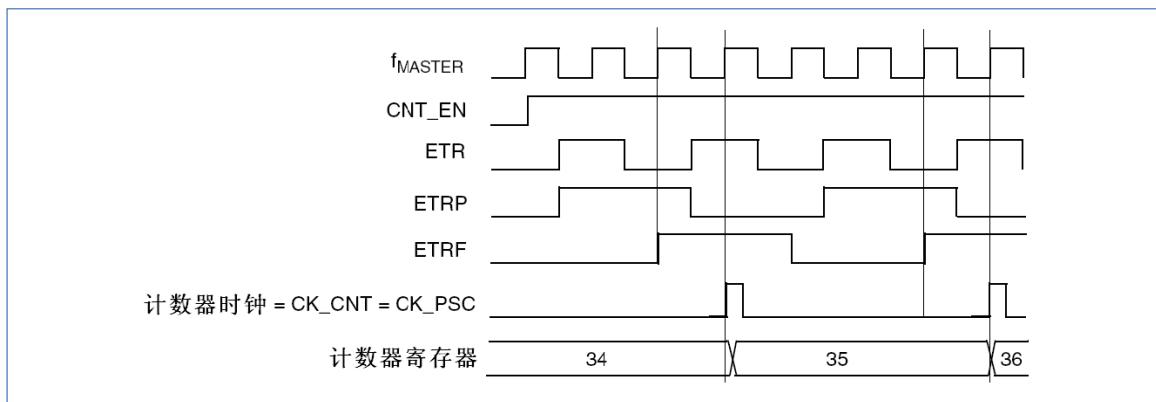 fMASTER
CNT_EN
ETR
ETRP
ETRF
计数器时钟 = CK_CNT = CK_PSC
计数器寄存器 34 35 36